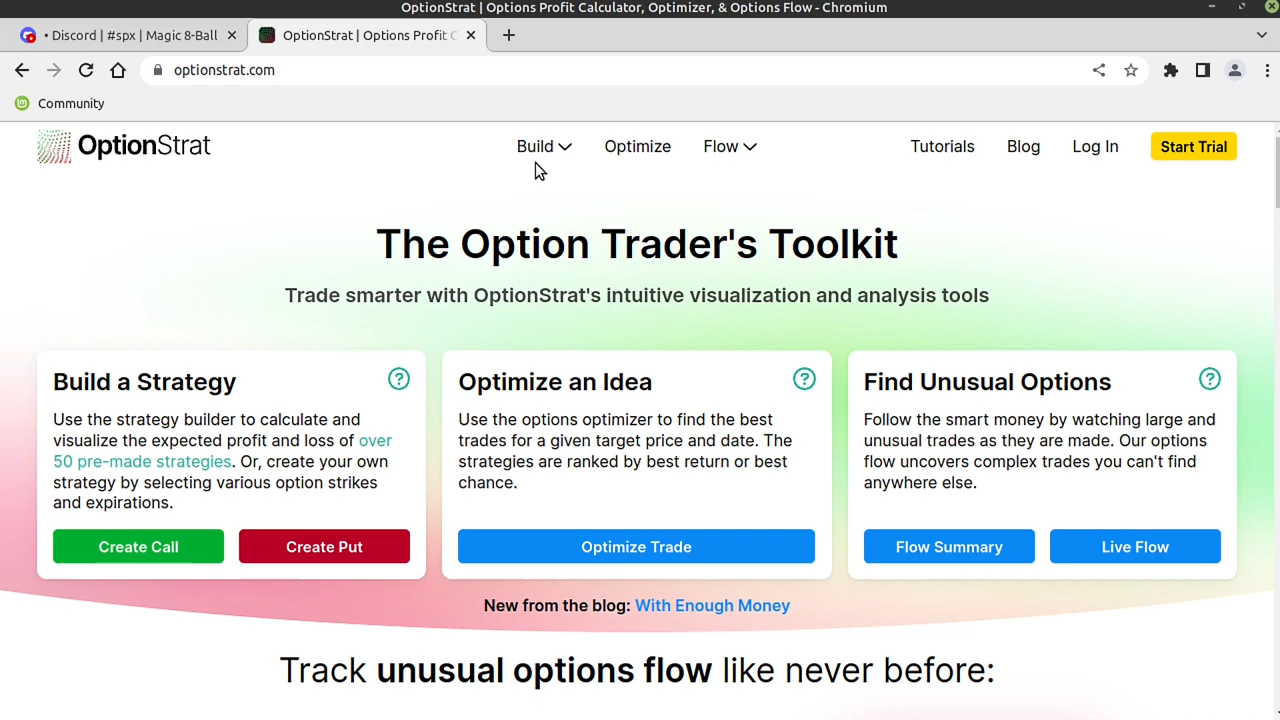 OptionStrat | Options Profit Calculator, Optimizer, & Options Flow - Chromium
• Discord | #spx | Magic 8-Ball
OptionStrat | Options Profit C
optionstrat.com
Community
OptionStrat
Build
Optimize
Flow
Tutorials
Blog
Log In
Start Trial
The Option Trader's Toolkit
Trade smarter with OptionStrat's intuitive visualization and analysis tools
Build a Strategy
Use the strategy builder to calculate and
visualize the expected profit and loss of over
50 pre-made strategies. Or, create your own
strategy by selecting various option strikes
and expirations.
Create Call
Create Put
Optimize an Idea
Use the options optimizer to find the best
trades for a given target price and date. The
strategies are ranked by best return or best
chance.
Optimize Trade
Find Unusual Options
Follow the smart money by watching large and
unusual trades as they are made. Our options
flow uncovers complex trades you can't find
anywhere else.
Flow Summary
Live Flow
New from the blog: With Enough Money
Track unusual options flow like never before: